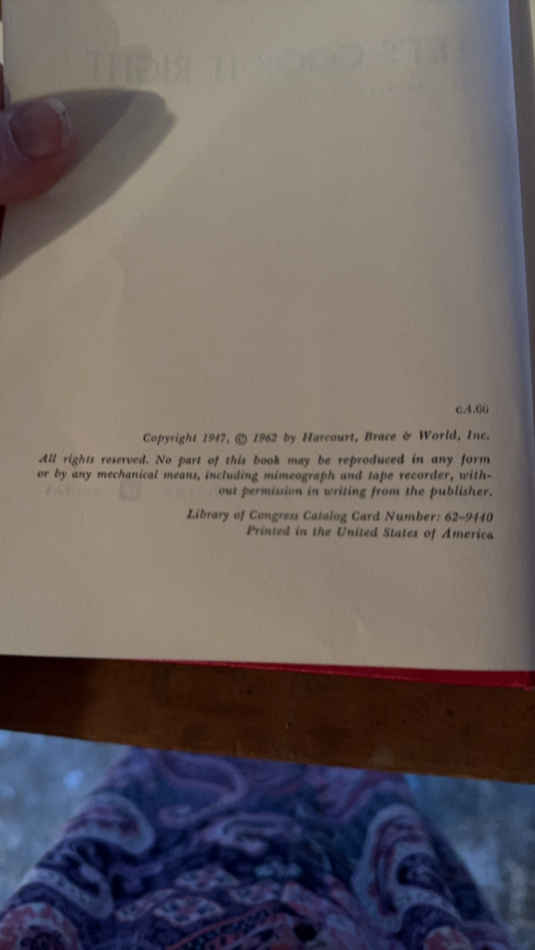 cA.66
Copyright 1947, © 1962 by Harcourt, Brace & World, Inc.
All rights reserved. No part of this book may be reproduced in any form
or by any mechanical means, including mimeograph and tape recorder, with-
out permission in writing from the publisher.
Library of Congress Catalog Card Number: 62–9440
Printed in the United States of America